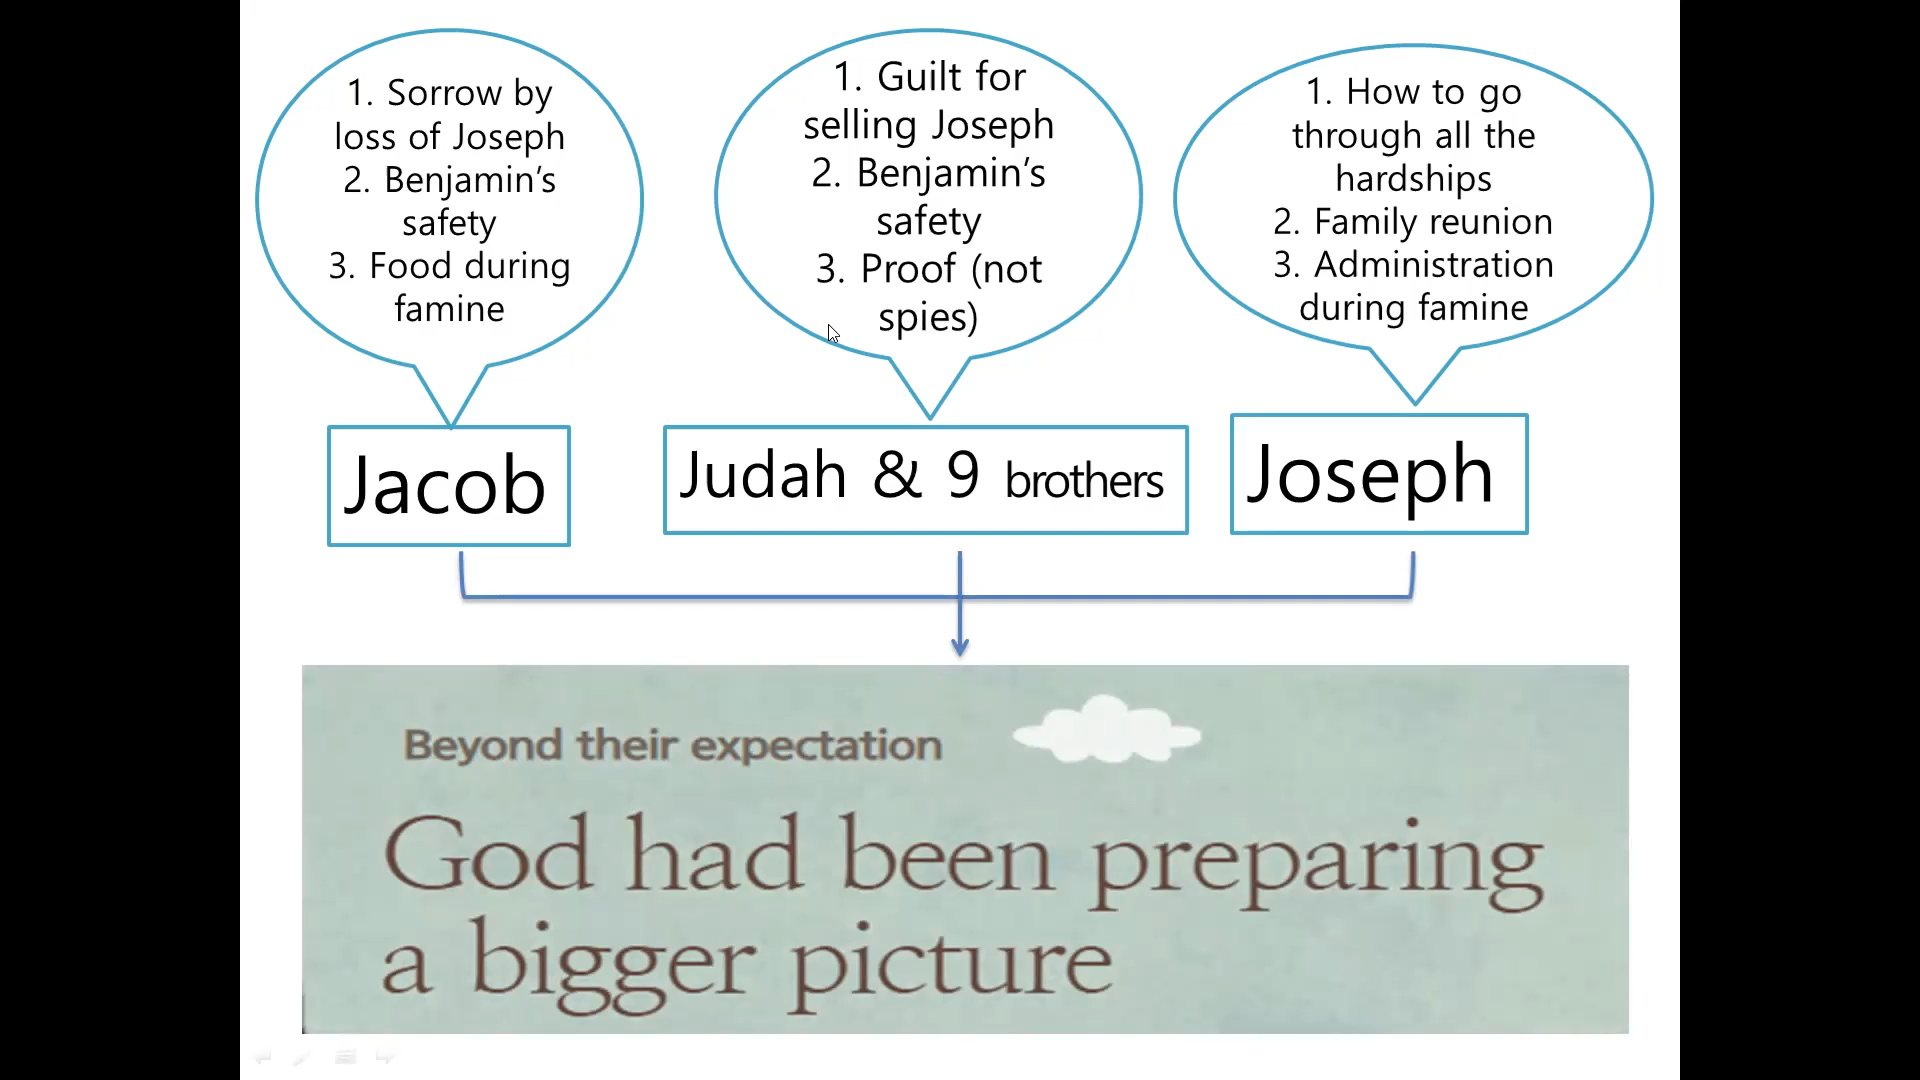 1. Sorrow by
loss of Joseph
2. Benjamin’s
safety
3. Food during
famine
1. Guilt for
selling Joseph
2. Benjamin’s
safety
3. Proof (not
spies)
1. How to go
through all the
hardships
2. Family reunion
3. Administration
during famine
Jacob
Judah & 9 brothers
Joseph
Beyond their expectation
God had been preparing
a bigger picture